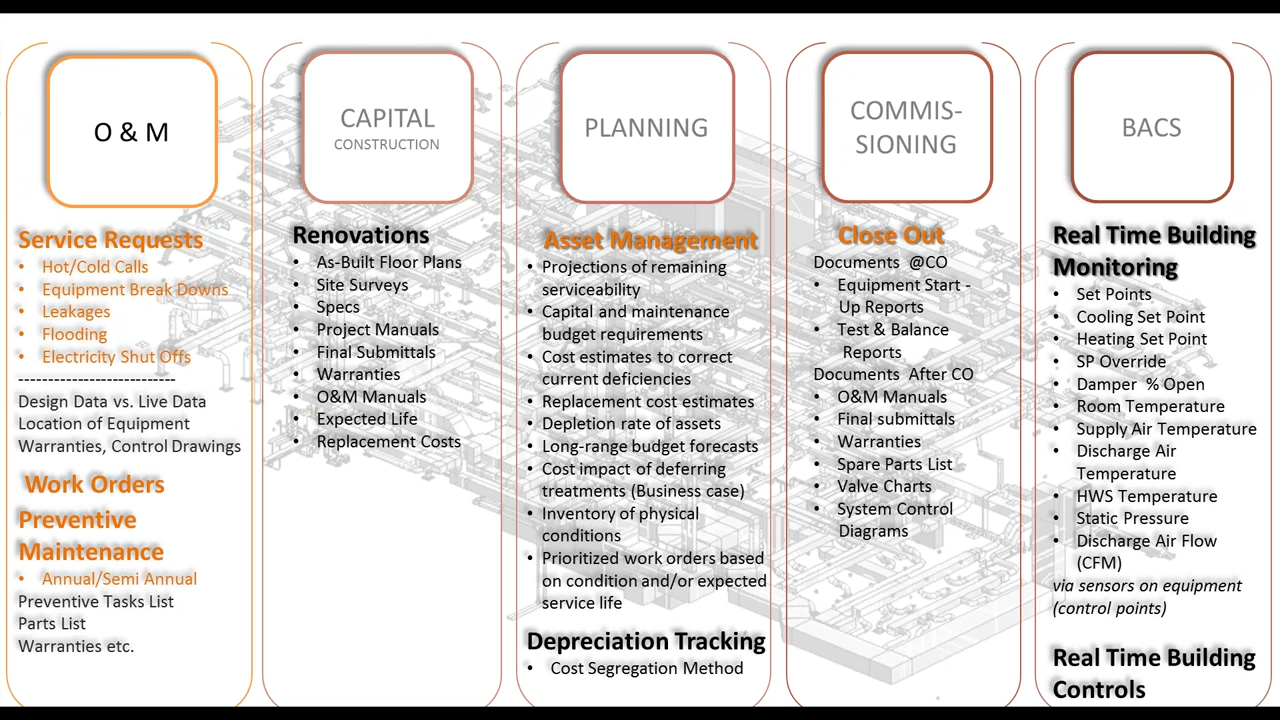 O & M
Service Requests
• Hot/Cold Calls
• Equipment Break Downs
• Leakages
• Flooding
• Electricity Shut Offs
---------------------------
Design Data vs. Live Data
Location of Equipment
Warranties, Control Drawings
Work Orders
Preventive
Maintenance
• Annual/Semi Annual
Preventive Tasks List
Parts List
Warranties etc.
CAPITAL
CONSTRUCTION
Renovations
• As-Built Floor Plans
• Site Surveys
• Specs
• Project Manuals
• Final Submittals
• Warranties
• O&M Manuals
• Expected Life
• Replacement Costs
PLANNING
Asset Management
• Projections of remaining
serviceability
• Capital and maintenance
budget requirements
• Cost estimates to correct
current deficiencies
• Replacement cost estimates
• Depletion rate of assets
• Long-range budget forecasts
• Cost impact of deferring
treatments (Business case)
• Inventory of physical
conditions
• Prioritized work orders based
on condition and/or expected
service life
Depreciation Tracking
• Cost Segregation Method
COMMIS-
SIONING
Close Out
Documents @CO
• Equipment Start -
Up Reports
• Test & Balance
Reports
Documents After CO
• O&M Manuals
• Final submittals
• Warranties
• Spare Parts List
• Valve Charts
• System Control
Diagrams
BACS
Real Time Building
Monitoring
• Set Points
• Cooling Set Point
• Heating Set Point
• SP Override
• Damper % Open
• Room Temperature
• Supply Air Temperature
• Discharge Air
Temperature
• HWS Temperature
• Static Pressure
• Discharge Air Flow
(CFM)
via sensors on equipment
(control points)
Real Time Building
Controls